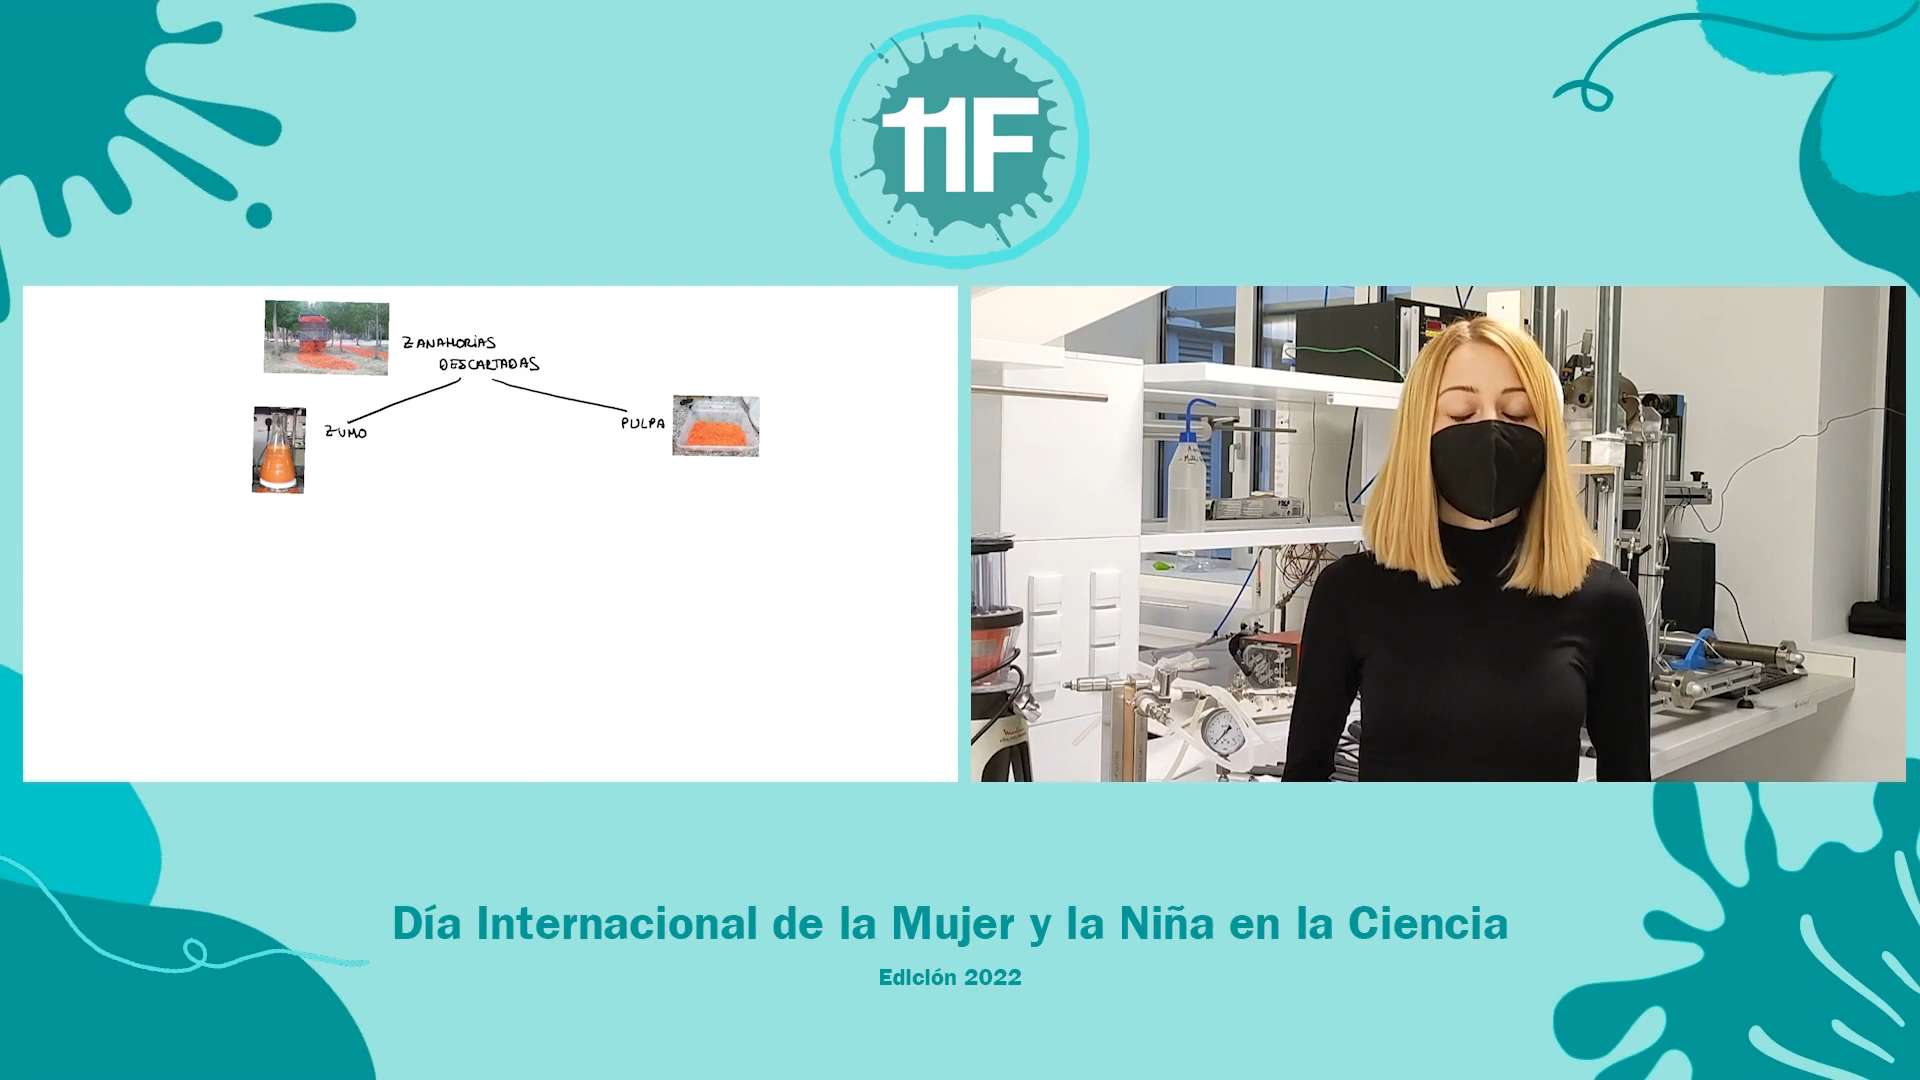 11F
ZANAHORIAS
DESCARTADAS
ZUMO
PULPA
Día Internacional de la Mujer y la Niña en la Ciencia
Edición 2022